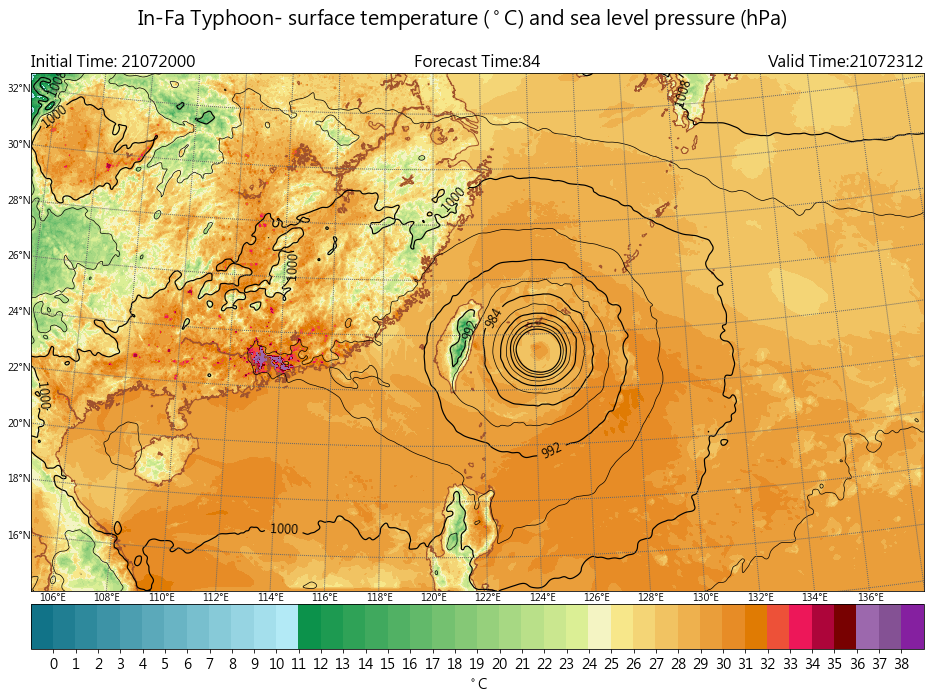 In-Fa Typhoon- surface temperature (°C) and sea level pressure (hPa)
Initial Time: 21072000 Forecast Time:84 Valid Time:21072312
32°N
30°N
28°N
26°N
24°N
22°N
20°N
18°N
16°N
1000
1008
1000
1000
984
992
1000
992
1000
106°E 108°E 110°E 112°E 114°E 116°E 118°E 120°E 122°E 124°E 126°E 128°E 130°E 132°E 134°E 136°E
0 1 2 3 4 5 6 7 8 9 10 11 12 13 14 15 16 17 18 19 20 21 22 23 24 25 26 27 28 29 30 31 32 33 34 35 36 37 38
°C